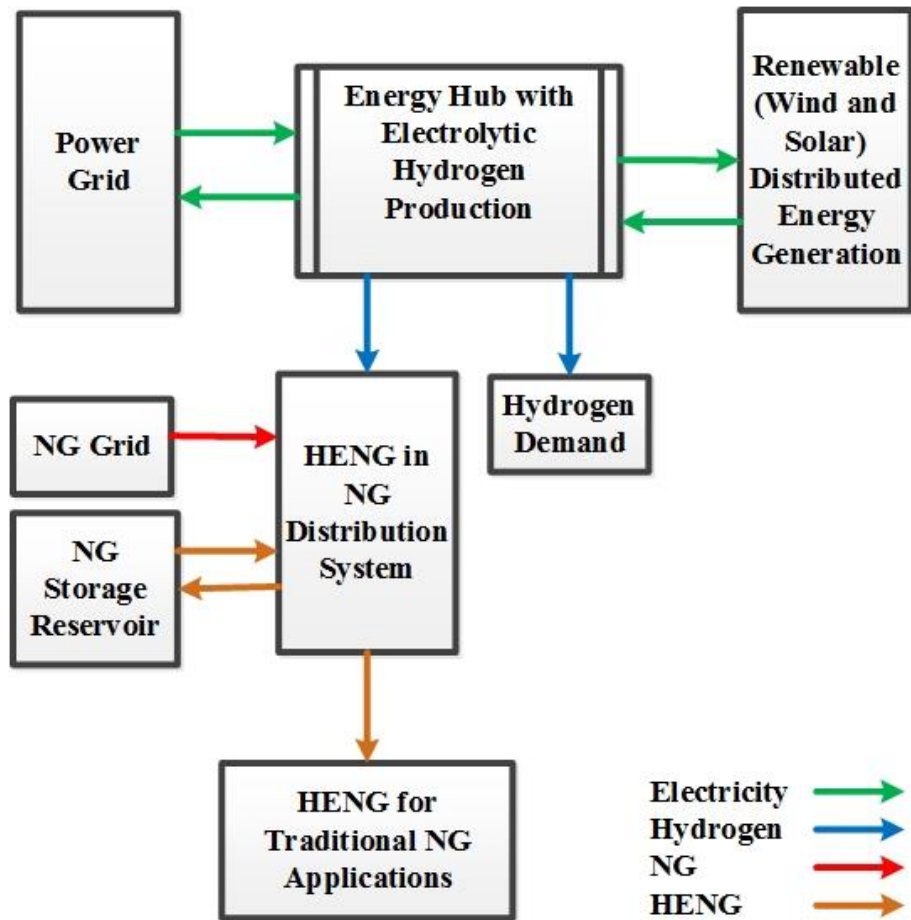 Power
Grid
Energy Hub with
Electrolytic
Hydrogen
Production
Renewable
(Wind and
Solar)
Distributed
Energy
Generation
NG Grid
NG
Storage
Reservoir
HENG in
NG
Distribution
System
Hydrogen
Demand
HENG for
Traditional NG
Applications
Electricity
Hydrogen
NG
HENG